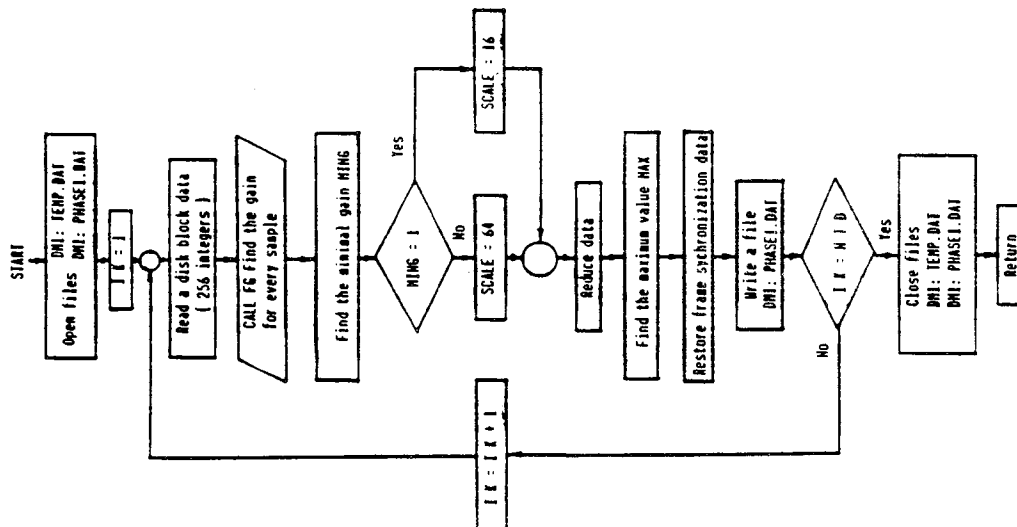 START
Open files DM1: TEMP.DAT
DM1: PHASE1.DAT
I K = 1
Read a disk block data
( 256 integers )
CALL FG Find the gain
for every sample
Find the minimal gain MING
MING = 1
Yes
No
SCALE = 16
SCALE = 64
Reduce data
Find the maximum value MAX
Restore frame sychronization data
Write a file
DM1: PHASE1.DAT
I K = N I B
No
Yes
I K = I K + 1
Close files
DM1: TEMP.DAT
DM1: PHASE1.DAT
Return